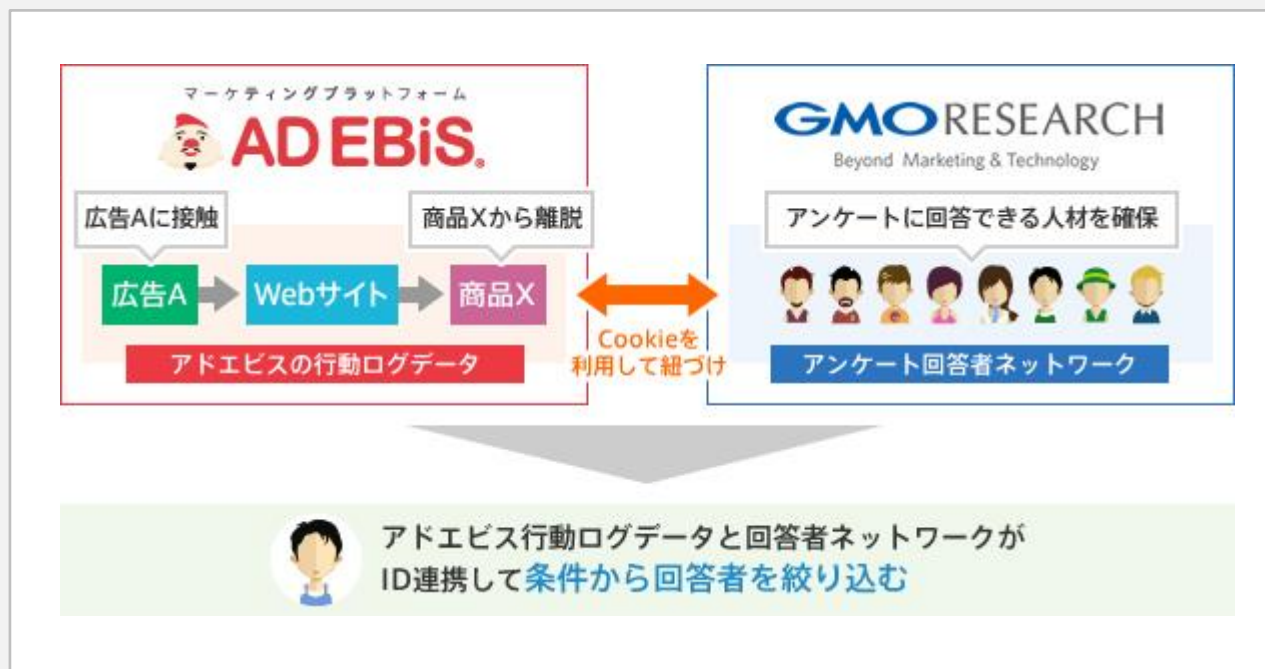 マーケティングプラットフォーム
AD EBiS®
広告Aに接触
商品Xから離脱
広告A
Webサイト
商品X
アドエビスの行動ログデータ
Cookieを
利用して紐づけ
GMO RESEARCH
Beyond Marketing & Technology
アンケートに回答できる人材を確保
アンケート回答者ネットワーク
アドエビス行動ログデータと回答者ネットワークが
ID連携して条件から回答者を絞り込む